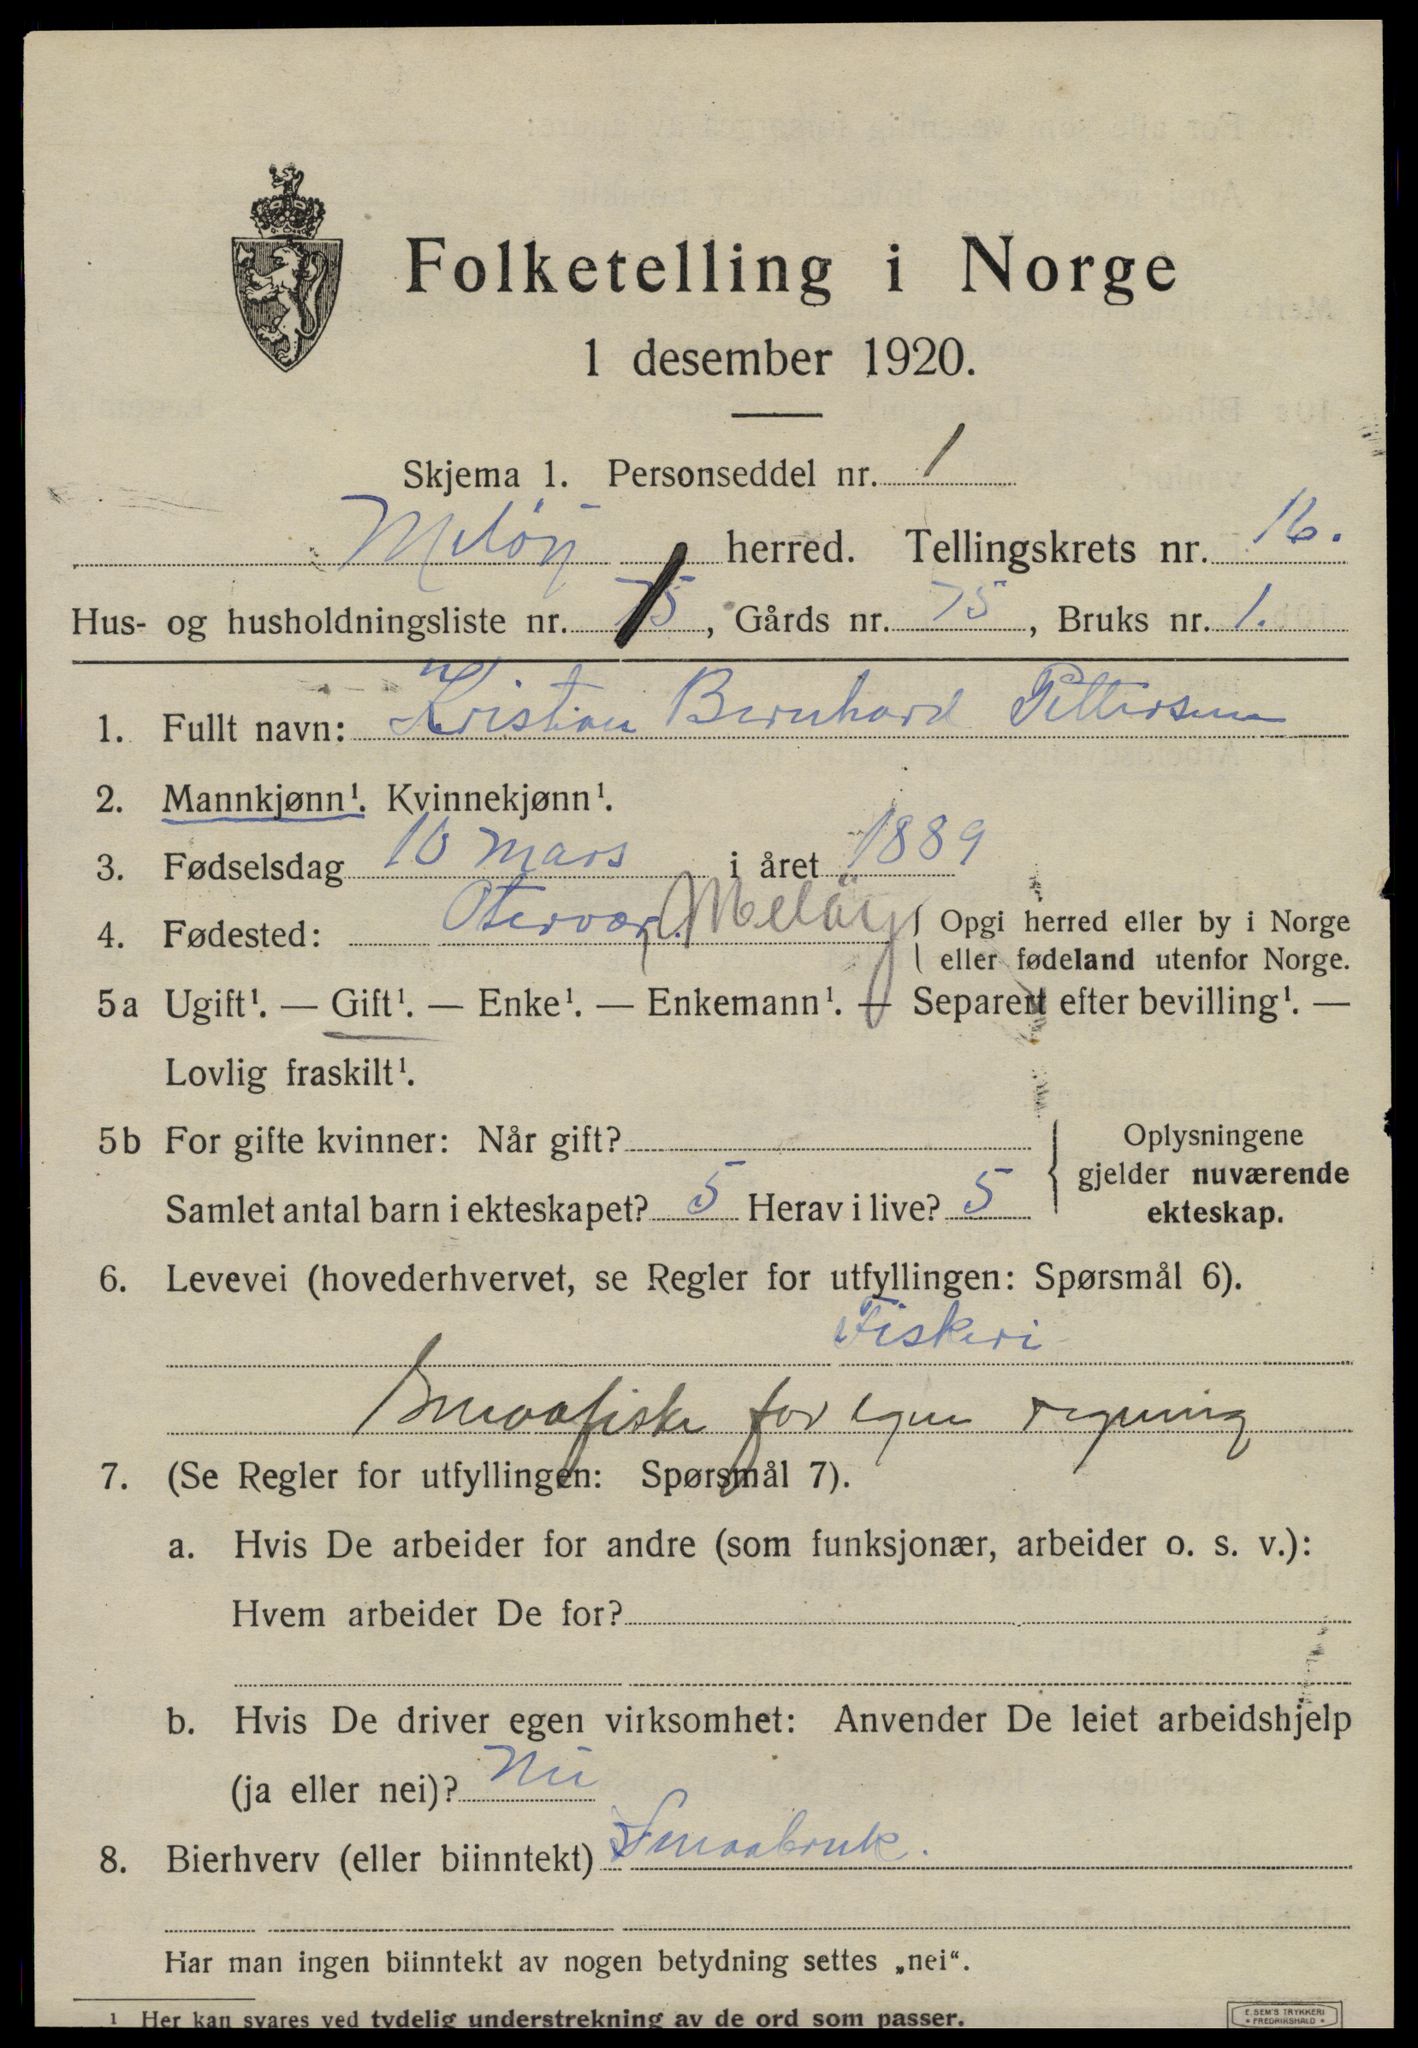 Folketelling i Norge
1 desember 1920.
Skjema 1. Personseddel nr. 1
Meløy herred. Tellingskrets nr. 16.
Hus- og husholdningsliste nr. 75, Gårds nr. 75, Bruks nr. 1.
1. Fullt navn: Kristian Bernhard Pettersen
2. Mannkjønn¹. Kvinnekjønn¹.
3. Fødselsdag 10 mars i året 1889
4. Fødested: Otervær. Meløy { Opgi herred eller by i Norge
eller fødeland utenfor Norge.
5a Ugift¹. — Gift¹. — Enke¹. — Enkemann¹. — Separert efter bevilling¹. —
Lovlig fraskilt¹.
5b For gifte kvinner: Når gift?
Samlet antal barn i ekteskapet? 5 Herav i live? 5
Oplysningene
gjelder nuværende
ekteskap.
6. Levevei (hovederhvervet, se Regler for utfyllingen: Spørsmål 6).
Fiskeri
Smaafiske for egen regning
7. (Se Regler for utfyllingen: Spørsmål 7).
a. Hvis De arbeider for andre (som funksjonær, arbeider o. s. v.):
Hvem arbeider De for?
b. Hvis De driver egen virksomhet: Anvender De leiet arbeidshjelp
(ja eller nei)? Nei
8. Bierhverv (eller biinntekt) Smaabruk.
Har man ingen biinntekt av nogen betydning settes „nei“.
¹ Her kan svares ved tydelig understrekning av de ord som passer.
E. SEM'S TRYKKERI
* FREDRIKSHALD *